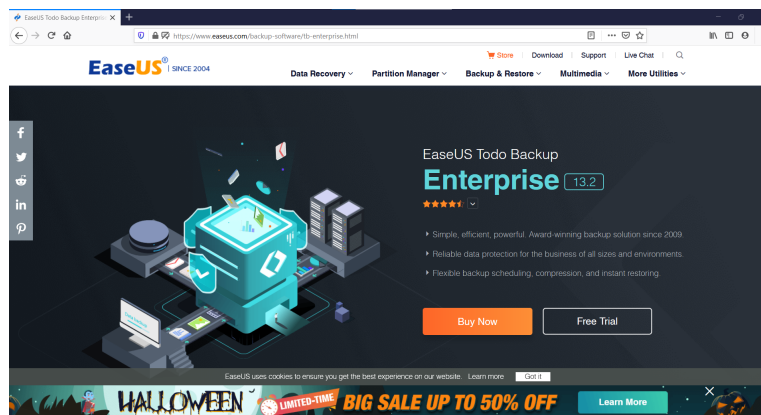 EaseUS Todo Backup Enterpris
https://www.easeus.com/backup-software/tb-enterprise.html
Store Download Support Live Chat
EaseUS® SINCE 2004
Data Recovery Partition Manager Backup & Restore Multimedia More Utilities
EaseUS Todo Backup
Enterprise 13.2
Simple, efficient, powerful. Award-winning backup solution since 2009.
Reliable data protection for the business of all sizes and environments.
Flexible backup scheduling, compression, and instant restoring.
Buy Now Free Trial
Data backup
EaseUS uses cookies to ensure you get the best experience on our website. Learn more Got it
HALLOWEEN LIMITED-TIME BIG SALE UP TO 50% OFF Learn More